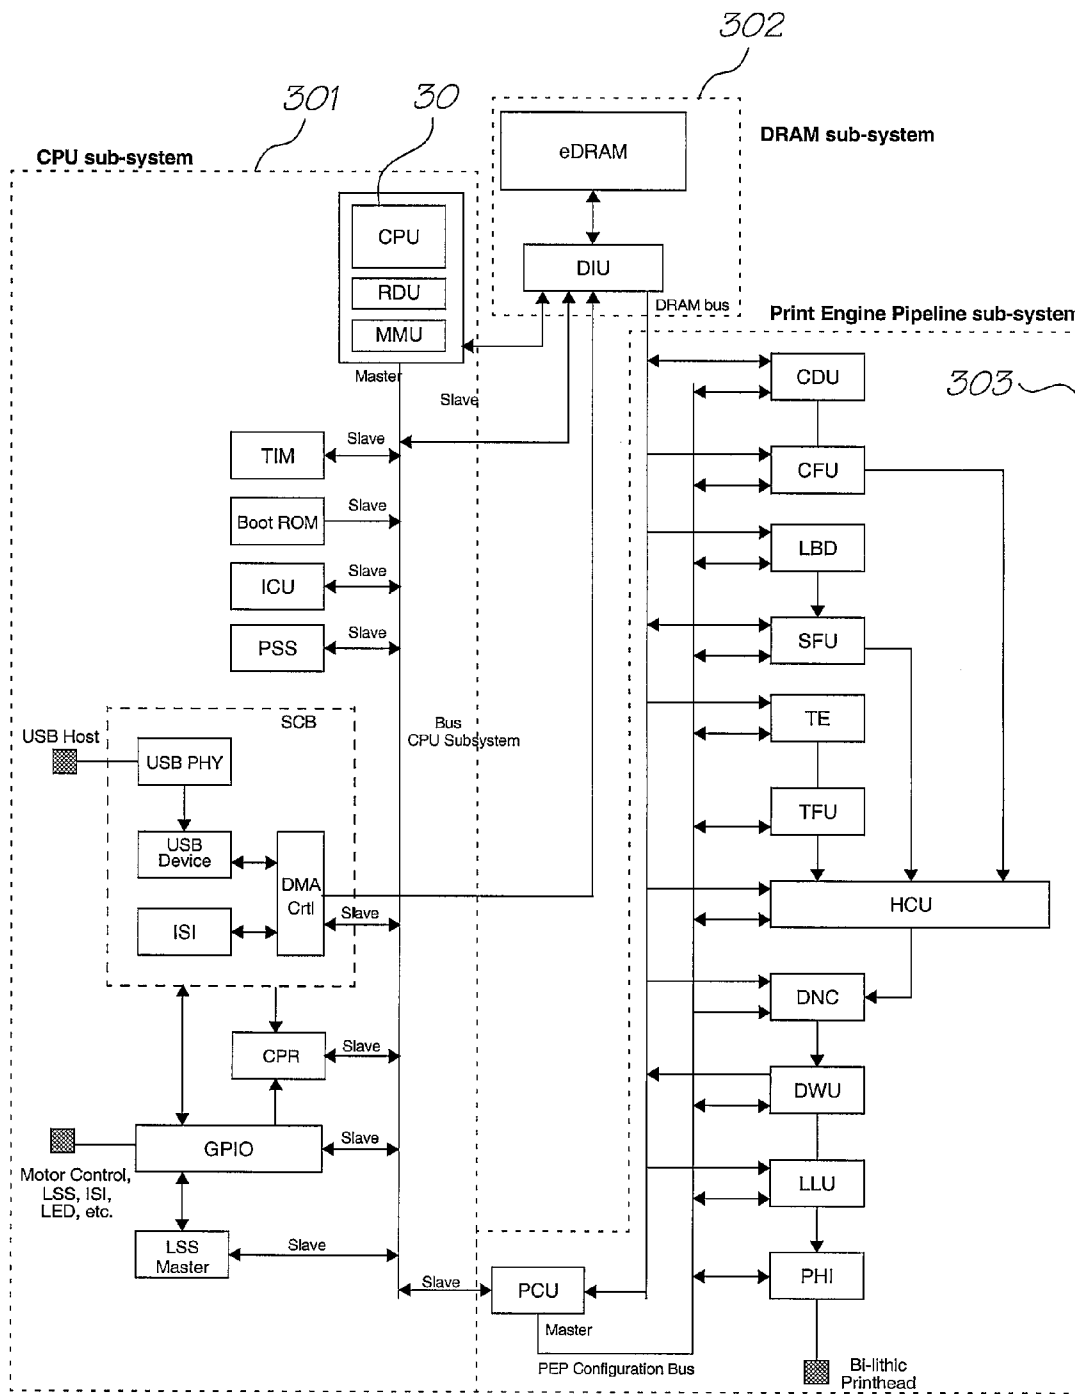 302
301
30
DRAM sub-system
CPU sub-system
eDRAM
CPU
DIU
RDU
DRAM bus
Print Engine Pipeline sub-system
MMU
Master
CDU
303
Slave
Slave
TIM
CFU
Slave
Boot ROM
LBD
Slave
ICU
Slave
PSS
SFU
SCB
TE
Bus
CPU Subsystem
USB Host
USB PHY
TFU
USB
Device
DMA
Crtl
HCU
Slave
ISI
DNC
Slave
CPR
DWU
Slave
GPIO
Motor Control,
LSS, ISI,
LED, etc.
LLU
Slave
LSS
Master
PHI
Slave
PCU
Master
PEP Configuration Bus
Bi-lithic
Printhead